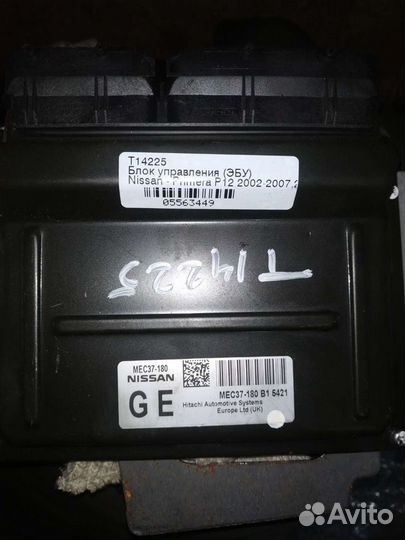 T14225
Блок управления (ЭБУ)
Nissan - Primera P12 2002-2007,2
05563449
T14225
MEC37-180
NISSAN
GE
MEC37-180 B1 5421
Hitachi Automotive Systems
Europe Ltd (UK)
Avito